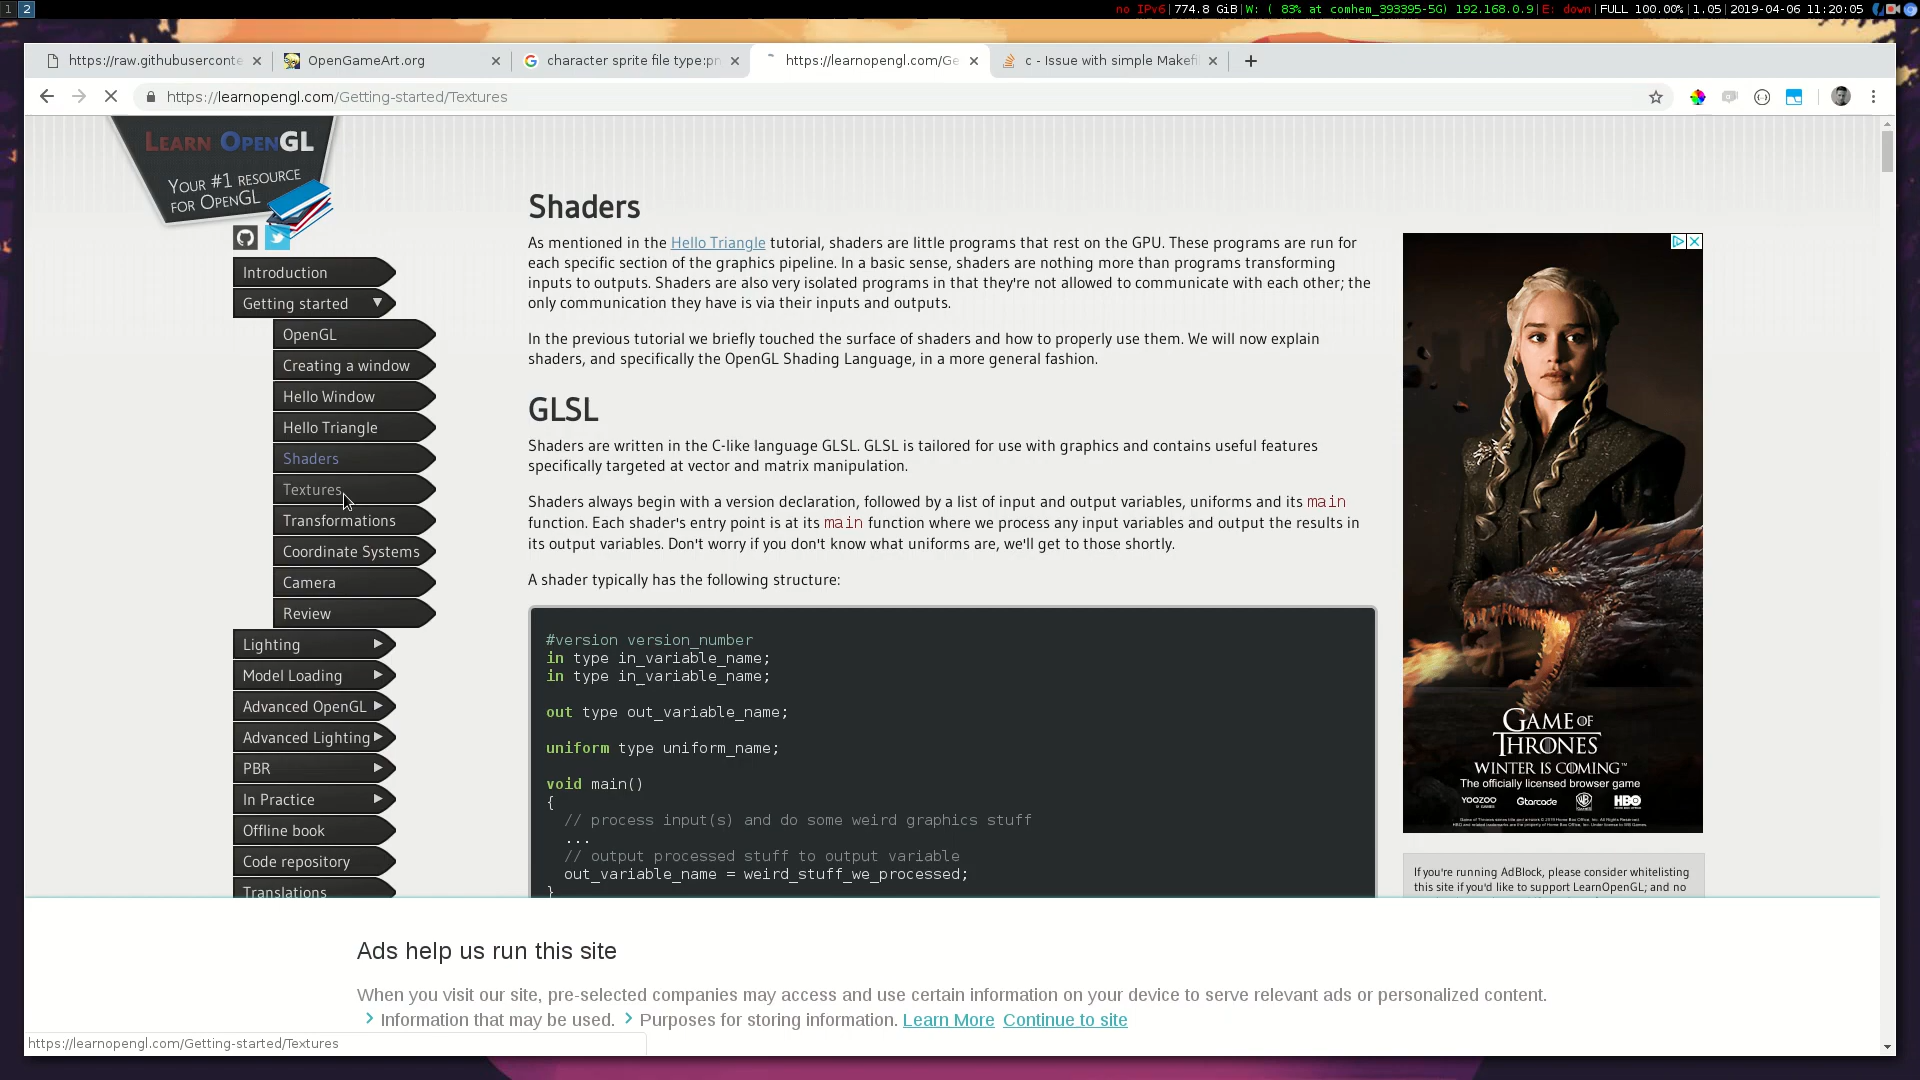 1 2
no IPv6|774.8 GiB|W: ( 83% at comhem_393395-5G) 192.168.0.9|E: down|FULL 100.00%|1.05|2019-04-06 11:20:05
https://raw.githubuserconte
OpenGameArt.org
character sprite file type:pn
https://learnopengl.com/Ge
c - Issue with simple Makefi
https://learnopengl.com/Getting-started/Textures
LEARN OPENGL
YOUR #1 RESOURCE
FOR OPENGL
Introduction
Getting started ▼
OpenGL
Creating a window
Hello Window
Hello Triangle
Shaders
Textures
Transformations
Coordinate Systems
Camera
Review
Lighting ▶
Model Loading ▶
Advanced OpenGL ▶
Advanced Lighting ▶
PBR ▶
In Practice ▶
Offline book
Code repository
Translations
Shaders
As mentioned in the Hello Triangle tutorial, shaders are little programs that rest on the GPU. These programs are run for
each specific section of the graphics pipeline. In a basic sense, shaders are nothing more than programs transforming
inputs to outputs. Shaders are also very isolated programs in that they're not allowed to communicate with each other; the
only communication they have is via their inputs and outputs.
In the previous tutorial we briefly touched the surface of shaders and how to properly use them. We will now explain
shaders, and specifically the OpenGL Shading Language, in a more general fashion.
GLSL
Shaders are written in the C-like language GLSL. GLSL is tailored for use with graphics and contains useful features
specifically targeted at vector and matrix manipulation.
Shaders always begin with a version declaration, followed by a list of input and output variables, uniforms and its main
function. Each shader's entry point is at its main function where we process any input variables and output the results in
its output variables. Don't worry if you don't know what uniforms are, we'll get to those shortly.
A shader typically has the following structure:
#version version_number
in type in_variable_name;
in type in_variable_name;
out type out_variable_name;
uniform type uniform_name;
void main()
{
// process input(s) and do some weird graphics stuff
...
// output processed stuff to output variable
out_variable_name = weird_stuff_we_processed;
}
GAME OF
THRONES
WINTER IS COMING™
The officially licensed browser game
YOOZOO GAMES Gtarcade WB HBO
If you're running AdBlock, please consider whitelisting
this site if you'd like to support LearnOpenGL; and no
Ads help us run this site
When you visit our site, pre-selected companies may access and use certain information on your device to serve relevant ads or personalized content.
Information that may be used. Purposes for storing information. Learn More Continue to site
https://learnopengl.com/Getting-started/Textures